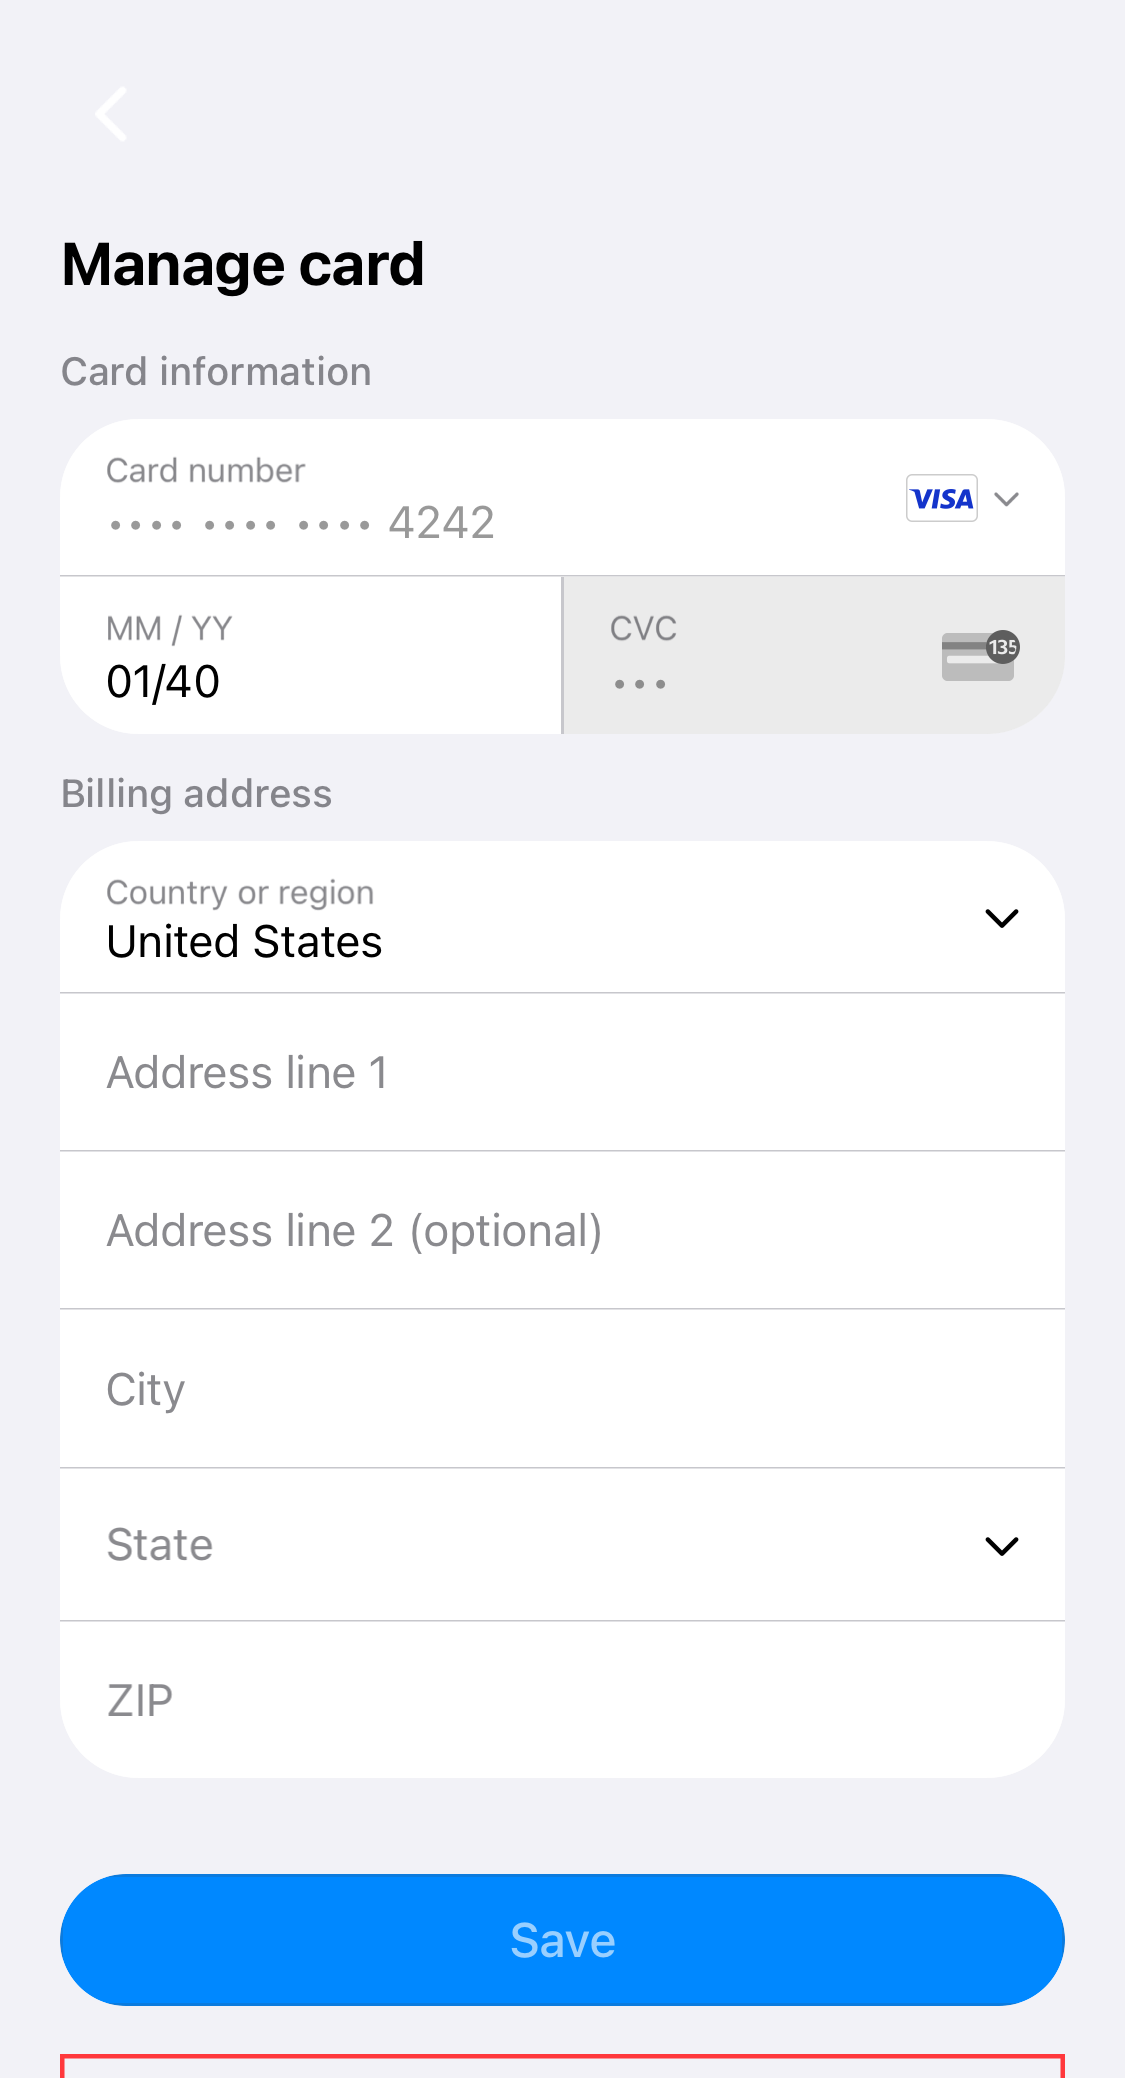 Manage card
Card information
Card number
•••• •••• •••• 4242
VISA
MM / YY
CVC
01/40
•••
135
Billing address
Country or region
United States
Address line 1
Address line 2 (optional)
City
State
ZIP
Save